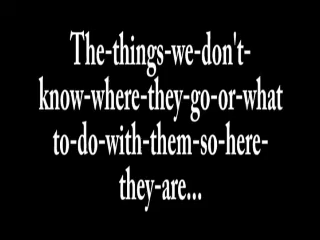 The-things-we-don't-
know-where-they-go-or-what
to-do-with-them-so-here-
they-are...